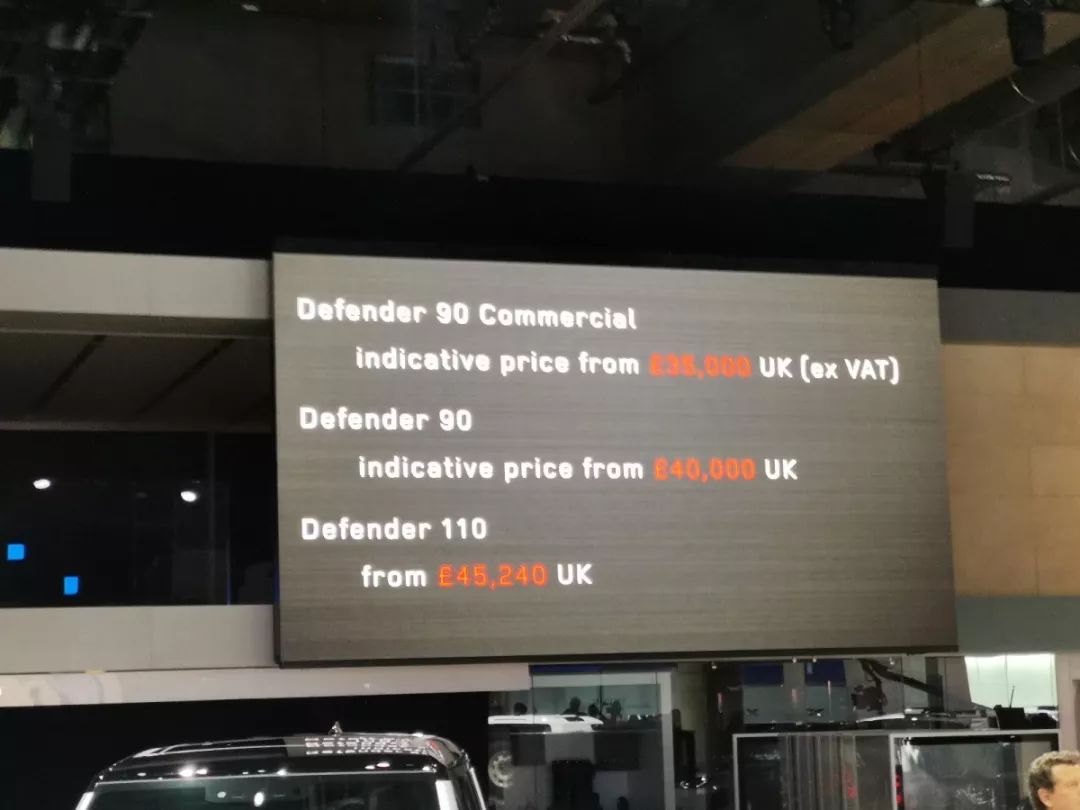 Defender 90 Commercial
indicative price from £35,000 UK (ex VAT)
Defender 90
indicative price from £40,000 UK
Defender 110
from £45,240 UK